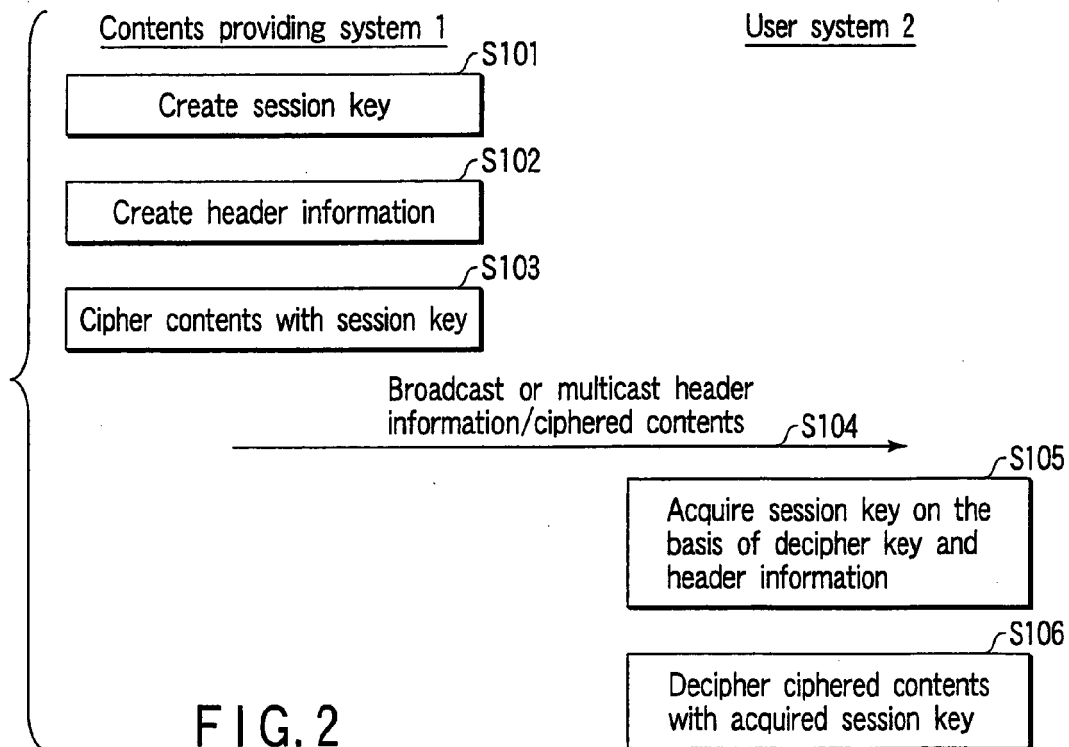 Contents providing system 1
User system 2
S101
Create session key
S102
Create header information
S103
Cipher contents with session key
Broadcast or multicast header
information/ciphered contents
S104
S105
Acquire session key on the
basis of decipher key and
header information
S106
Decipher ciphered contents
with acquired session key
FIG. 2